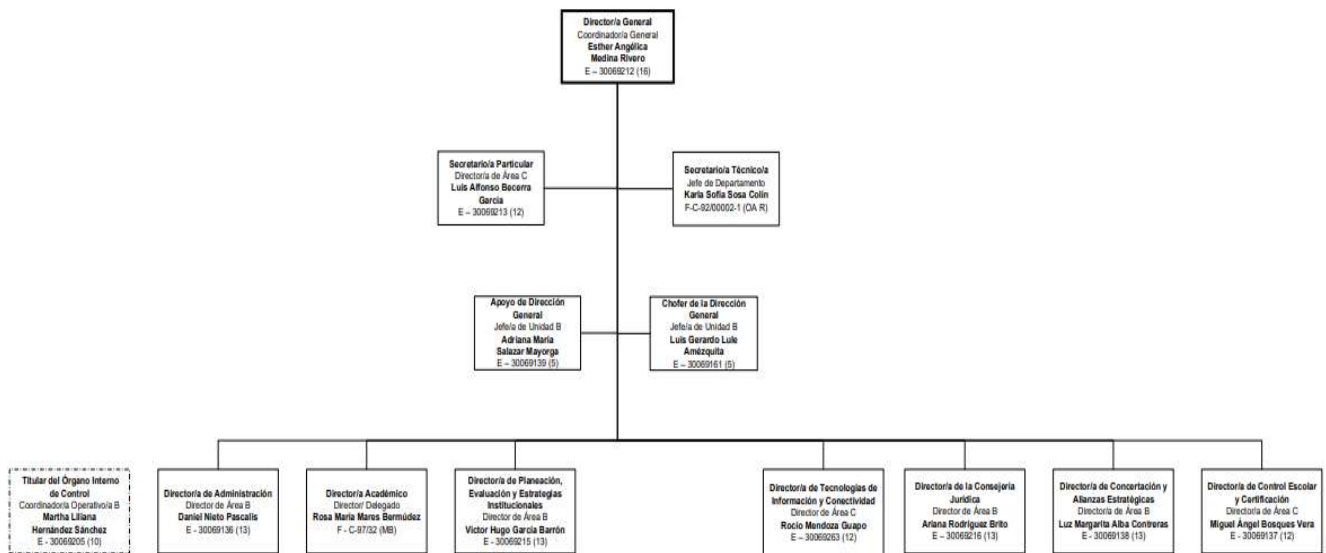 Director/a General
Coordinador/a General
Esther Angélica
Medina Rivero
E – 30069212 (16)
Secretario/a Particular
Director/a de Área C
Luis Alfonso Becerra
García
E – 30069213 (12)
Secretario/a Técnico/a
Jefe de Departamento
Karla Sofía Sosa Colín
F-C-92/00002-1 (OA R)
Apoyo de Dirección
General
Jefe/a de Unidad B
Adriana María
Salazar Mayorga
E – 30069139 (5)
Chofer de la Dirección
General
Jefe/a de Unidad B
Luis Gerardo Lule
Amézquita
E – 30069161 (5)
Titular del Órgano Interno
de Control
Coordinador/a Operativo/a B
Martha Liliana
Hernández Sánchez
E -30069205 (10)
Director/a de Administración
Director de Área B
Daniel Nieto Pascalis
E - 30069136 (13)
Director/a Académico
Director/ Delegado
Rosa María Mares Bermúdez
F - C-97/32 (MB)
Director/a de Planeación,
Evaluación y Estrategias
Institucionales
Director de Área B
Víctor Hugo García Barrón
E - 30069215 (13)
Director/a de Tecnologías de
Información y Conectividad
Director de Área C
Rocío Mendoza Guapo
E – 30069263 (12)
Director/a de la Consejería
Jurídica
Director de Área B
Ariana Rodríguez Brito
E – 30069216 (13)
Director/a de Concertación y
Alianzas Estratégicas
Director/a de Área B
Luz Margarita Alba Contreras
E - 30069138 (13)
Director/a de Control Escolar
y Certificación
Director/a de Área C
Miguel Ángel Bosques Vera
E - 30069137 (12)